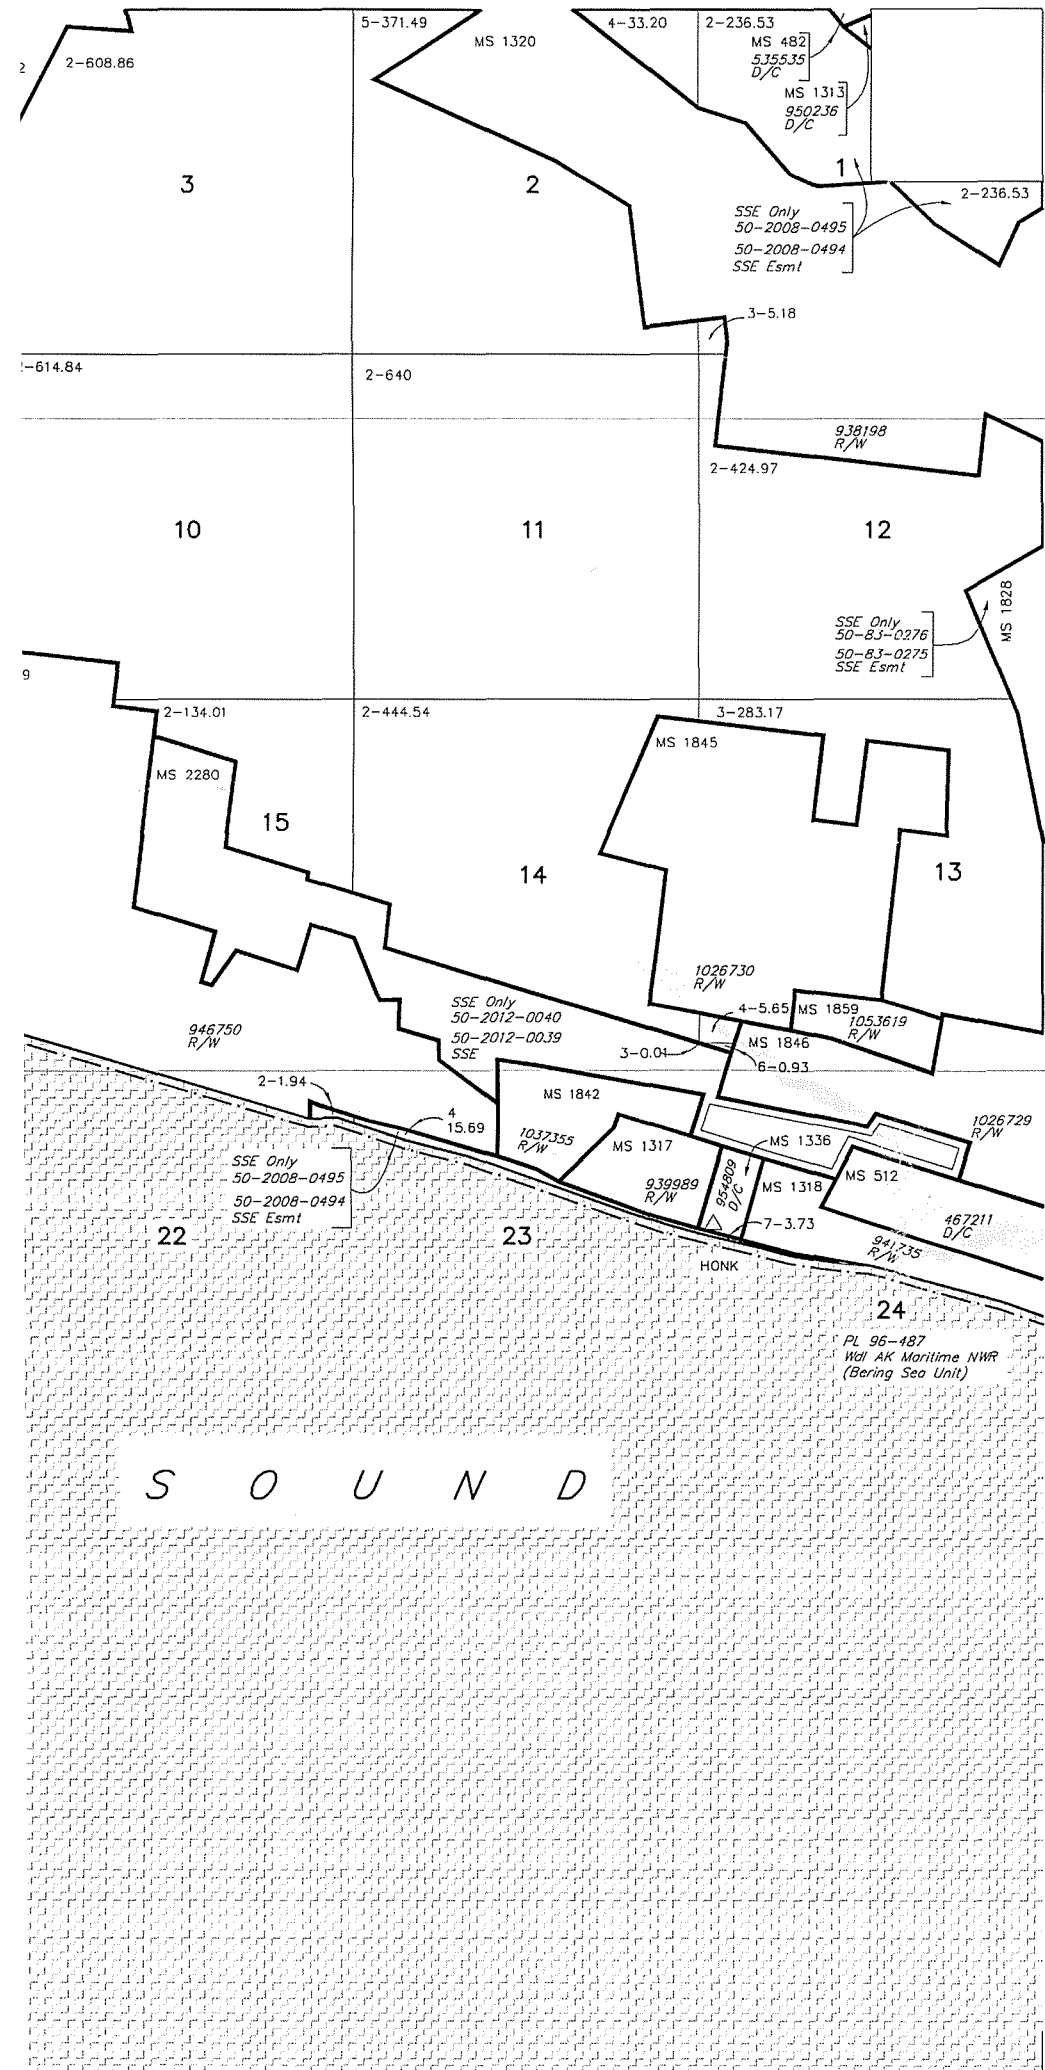 5-371.49
4-33.20
2-236.53
MS 1320
MS 482
535535
D/C
2
2-608.86
MS 1313
950236
D/C
3
2
1
2-236.53
SSE Only
50-2008-0495
50-2008-0494
SSE Esmt
3-5.18
2-614.84
2-640
938198
R/W
2-424.97
10
11
12
MS 1828
SSE Only
50-83-0276
50-83-0275
SSE Esmt
9
2-134.01
2-444.54
3-283.17
MS 1845
MS 2280
15
14
13
1026730
R/W
SSE Only
50-2012-0040
50-2012-0039
SSE
4-5.65
MS 1859
1053619
R/W
946750
R/W
MS 1846
3-0.01
6-0.93
2-1.94
MS 1842
4
15.69
1026729
R/W
1037355
R/W
MS 1317
MS 1336
SSE Only
50-2008-0495
50-2008-0494
SSE Esmt
939989
R/W
954809
D/C
MS 1318
MS 512
467211
D/C
7-3.73
941735
R/W
22
23
HONK
24
PL 96-487
Wdl AK Maritime NWR
(Bering Sea Unit)
S O U N D